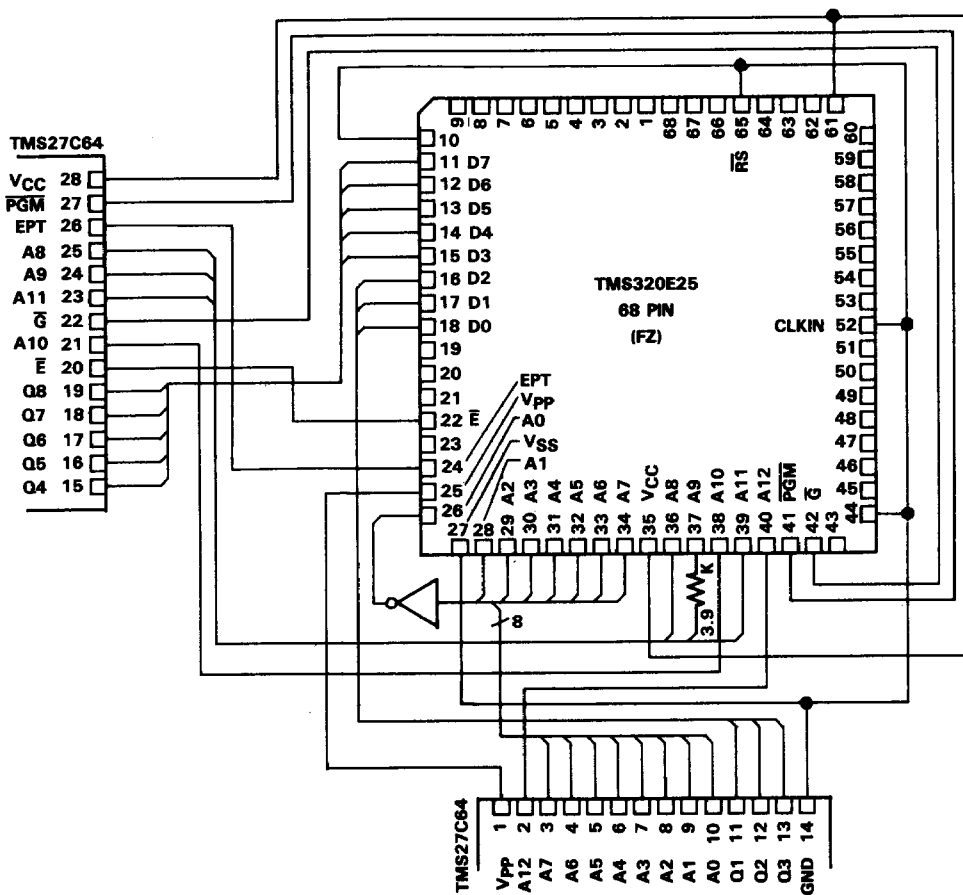 9 8 7 6 5 4 3 2 1 68 67 66 65 64 63 62 61
RS
TMS27C64
VCC 28
PGM 27
EPT 26
A8 25
A9 24
A11 23
G 22
A10 21
E 20
Q8 19
Q7 18
Q6 17
Q5 16
Q4 15
10
11 D7
12 D6
13 D5
14 D4
15 D3
16 D2
17 D1
18 D0
19
20
21
22 E
23
24
25
26
EPT
VPP
A0
VSS
A1
TMS320E25
68 PIN
(FZ)
60
59
58
57
56
55
54
53
CLKIN 52
51
50
49
48
47
46
45
44
A2 A3 A4 A5 A6 A7 VCC A8 A9 A10 A11 A12 PGM G
27 28 29 30 31 32 33 34 35 36 37 38 39 40 41 42 43
3.9 K
8
TMS27C64
1 2 3 4 5 6 7 8 9 10 11 12 13 14
VPP A12 A7 A6 A5 A4 A3 A2 A1 A0 Q1 Q2 Q3 GND